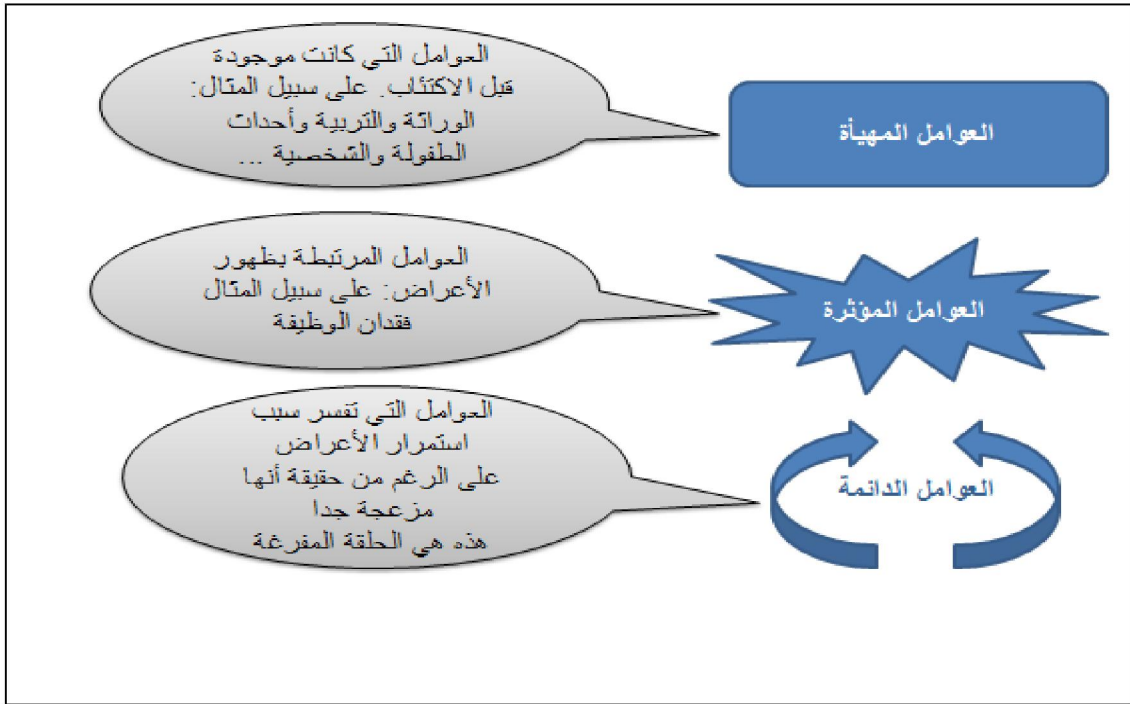 العوامل المهيأة
العوامل التي كانت موجودة
قبل الاكتئاب. على سبيل المثال:
الوراثة والتربية وأحداث
الطفولة والشخصية ...
العوامل المؤثرة
العوامل المرتبطة بظهور
الأعراض: على سبيل المثال
فقدان الوظيفة
العوامل الدائمة
العوامل التي تفسر سبب
استمرار الأعراض
على الرغم من حقيقة أنها
مزعجة جدا
هذه هي الحلقة المفرغة